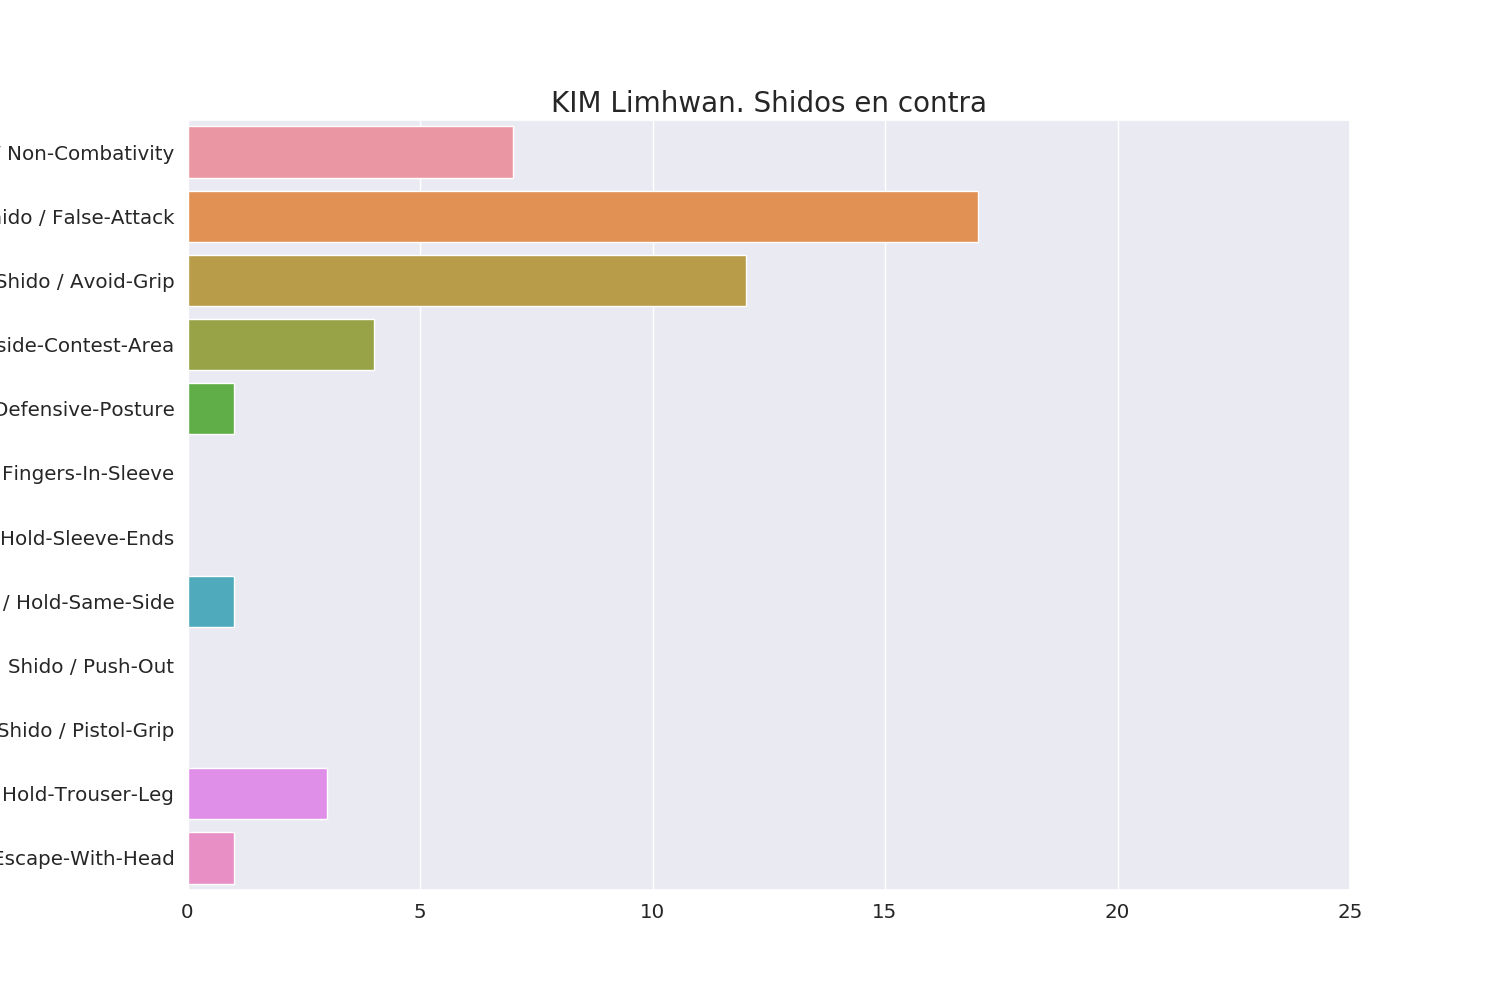 KIM Limhwan. Shidos en contra
/ Non-Combativity
ido / False-Attack
Shido / Avoid-Grip
side-Contest-Area
Defensive-Posture
Fingers-In-Sleeve
Hold-Sleeve-Ends
/ Hold-Same-Side
Shido / Push-Out
Shido / Pistol-Grip
Hold-Trouser-Leg
Escape-With-Head
0 5 10 15 20 25